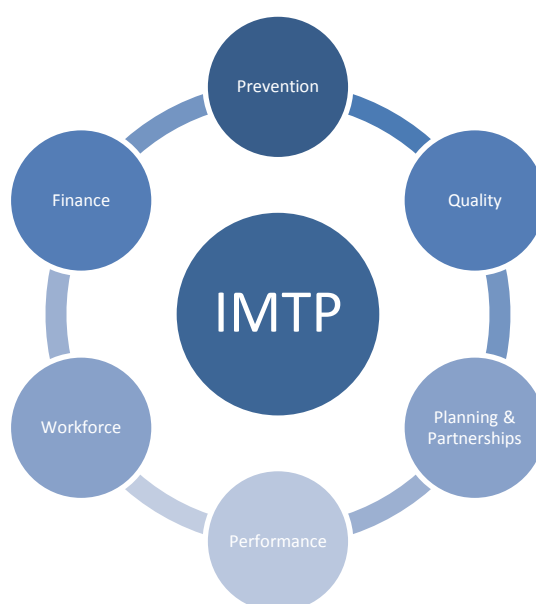 Prevention
Finance
Quality
IMTP
Workforce
Planning &
Partnerships
Performance